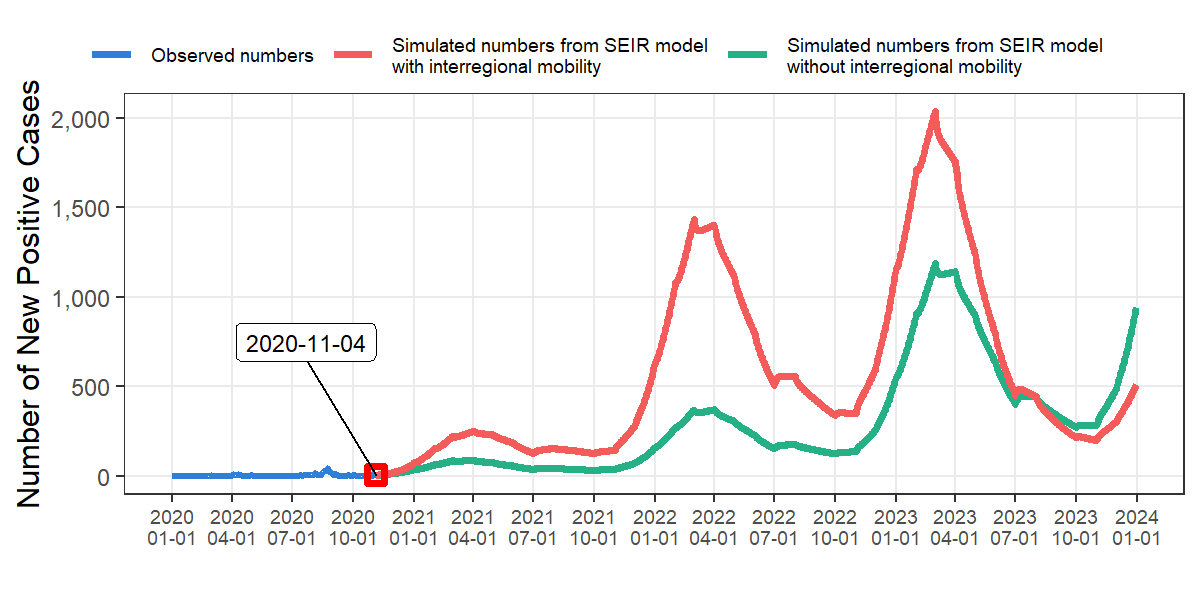 Observed numbers
Simulated numbers from SEIR model
with interregional mobility
Simulated numbers from SEIR model
without interregional mobility
Number of New Positive Cases
2,000
1,500
1,000
500
0
2020-11-04
2020 2020 2020 2020 2021 2021 2021 2021 2022 2022 2022 2022 2023 2023 2023 2023 2024
01-01 04-01 07-01 10-01 01-01 04-01 07-01 10-01 01-01 04-01 07-01 10-01 01-01 04-01 07-01 10-01 01-01